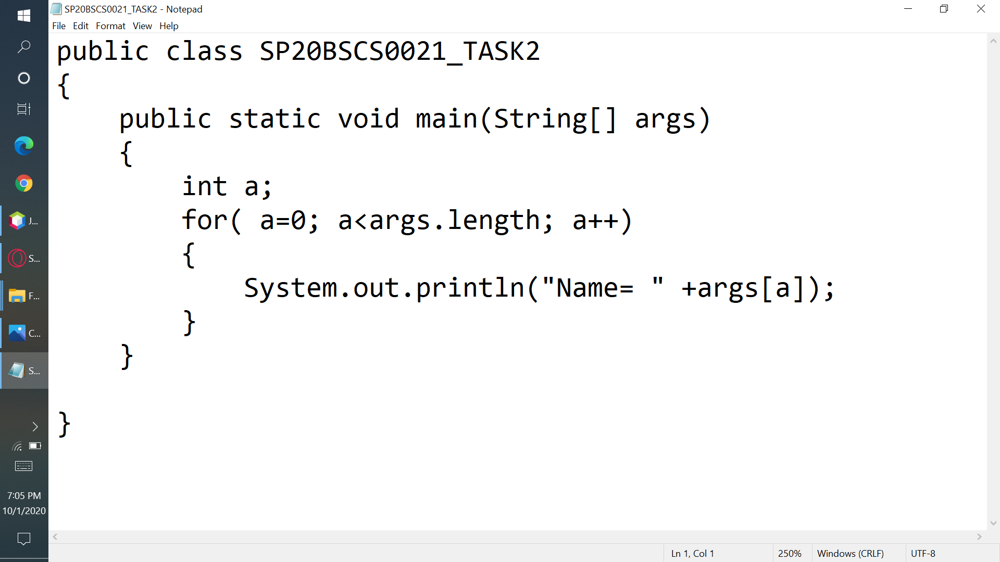 SP20BSCS0021_TASK2 - Notepad
File Edit Format View Help
public class SP20BSCS0021_TASK2
{
    public static void main(String[] args)
    {
        int a;
        for( a=0; a<args.length; a++)
        {
            System.out.println("Name= " +args[a]);
        }
    }

}
J...
S...
F...
C...
S...
7:05 PM
10/1/2020
Ln 1, Col 1
250%
Windows (CRLF)
UTF-8